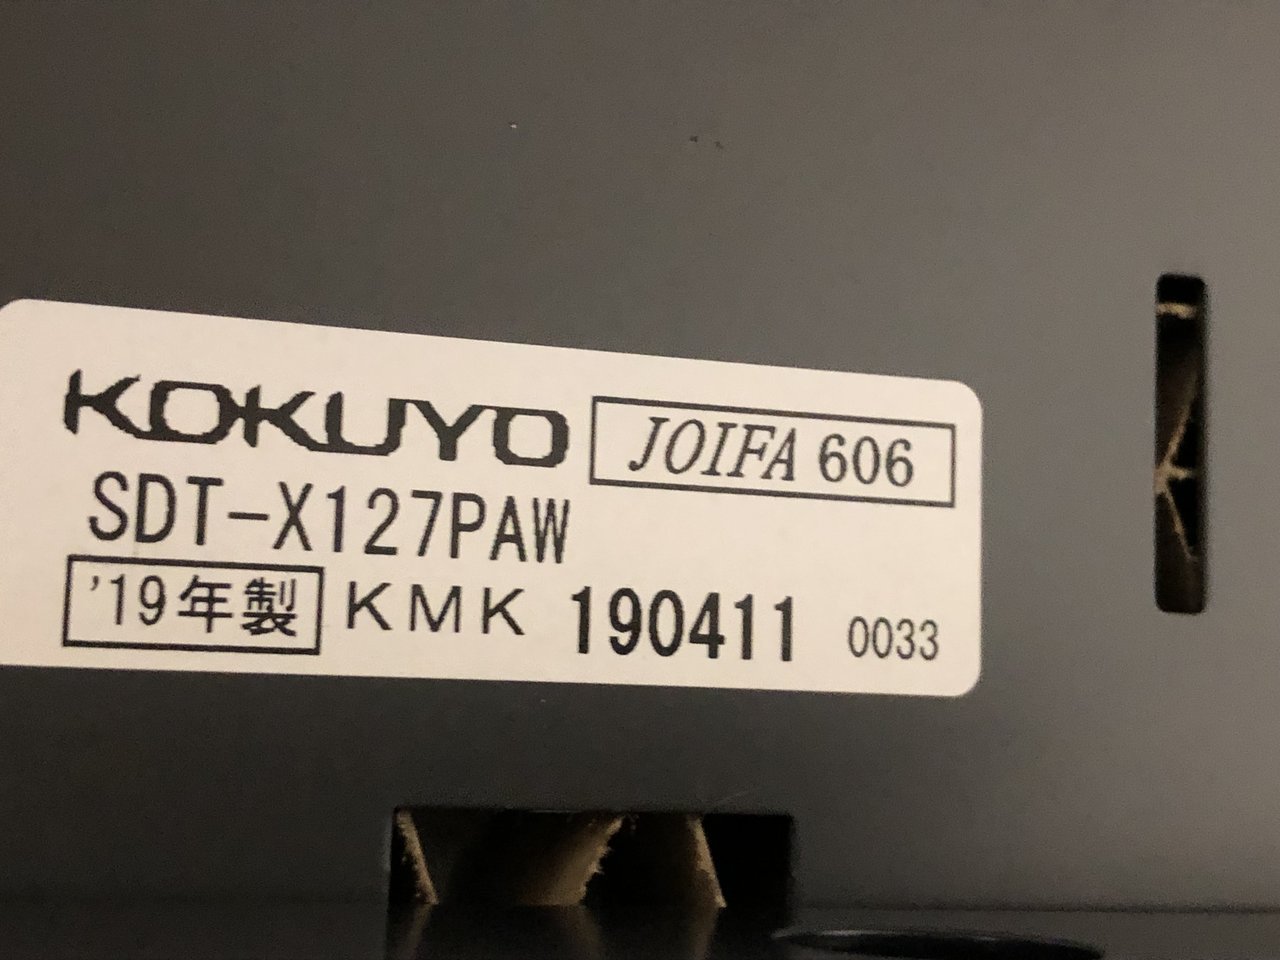 KOKUYO JOIFA 606
SDT-X127PAW
'19年製 KMK 190411 0033